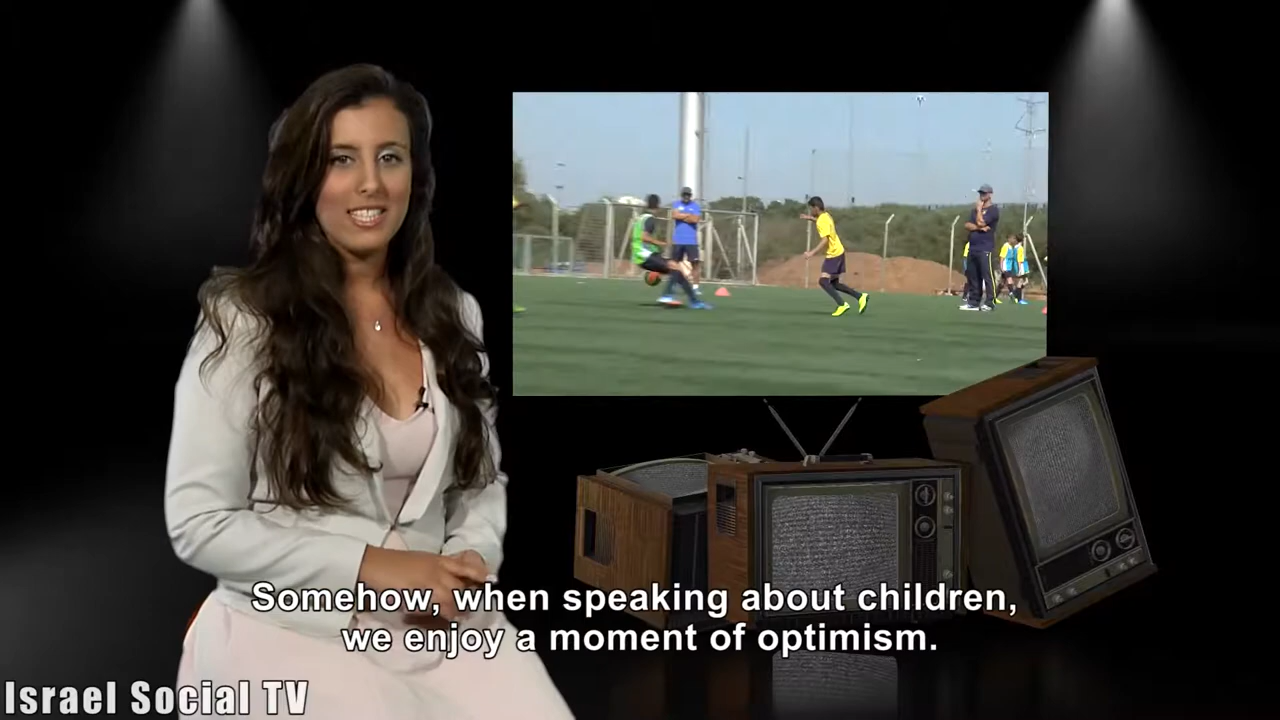 Somehow, when speaking about children,
we enjoy a moment of optimism.
Israel Social TV